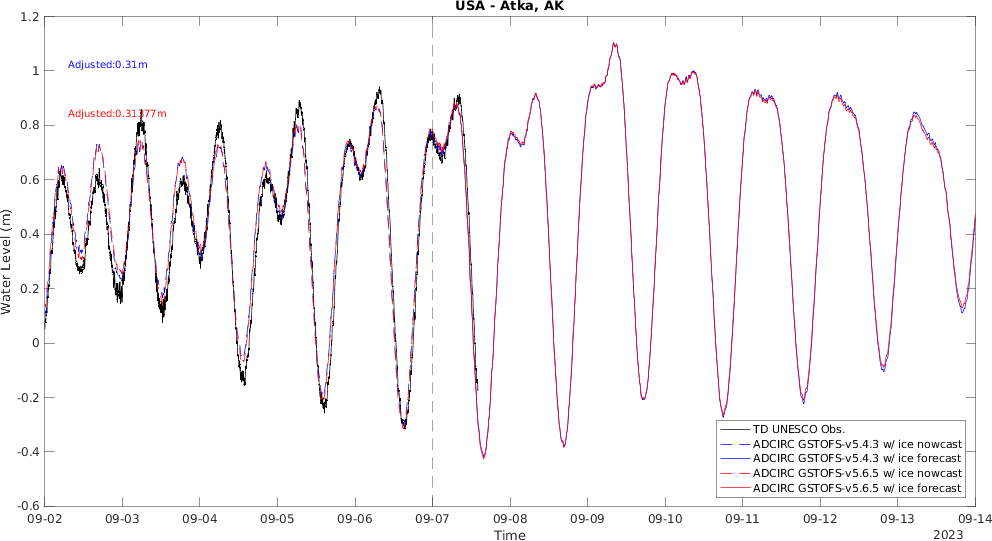 USA - Atka, AK
Adjusted:0.31m
Adjusted:0.31377m
Water Level (m)
1.2
1
0.8
0.6
0.4
0.2
0
-0.2
-0.4
-0.6
TD UNESCO Obs.
ADCIRC GSTOFS-v5.4.3 w/ ice nowcast
ADCIRC GSTOFS-v5.4.3 w/ ice forecast
ADCIRC GSTOFS-v5.6.5 w/ ice nowcast
ADCIRC GSTOFS-v5.6.5 w/ ice forecast
09-02 09-03 09-04 09-05 09-06 09-07 09-08 09-09 09-10 09-11 09-12 09-13 09-14
Time
2023